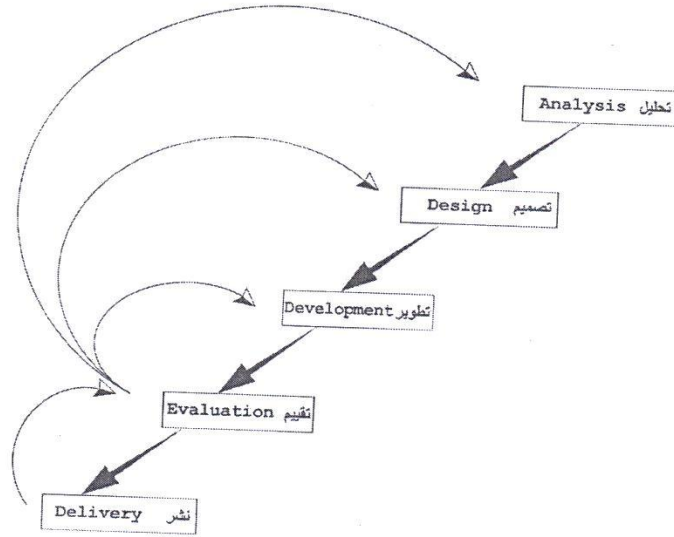 Analysis تحليل
Design تصميم
Development تطوير
Evaluation تقييم
Delivery نشر